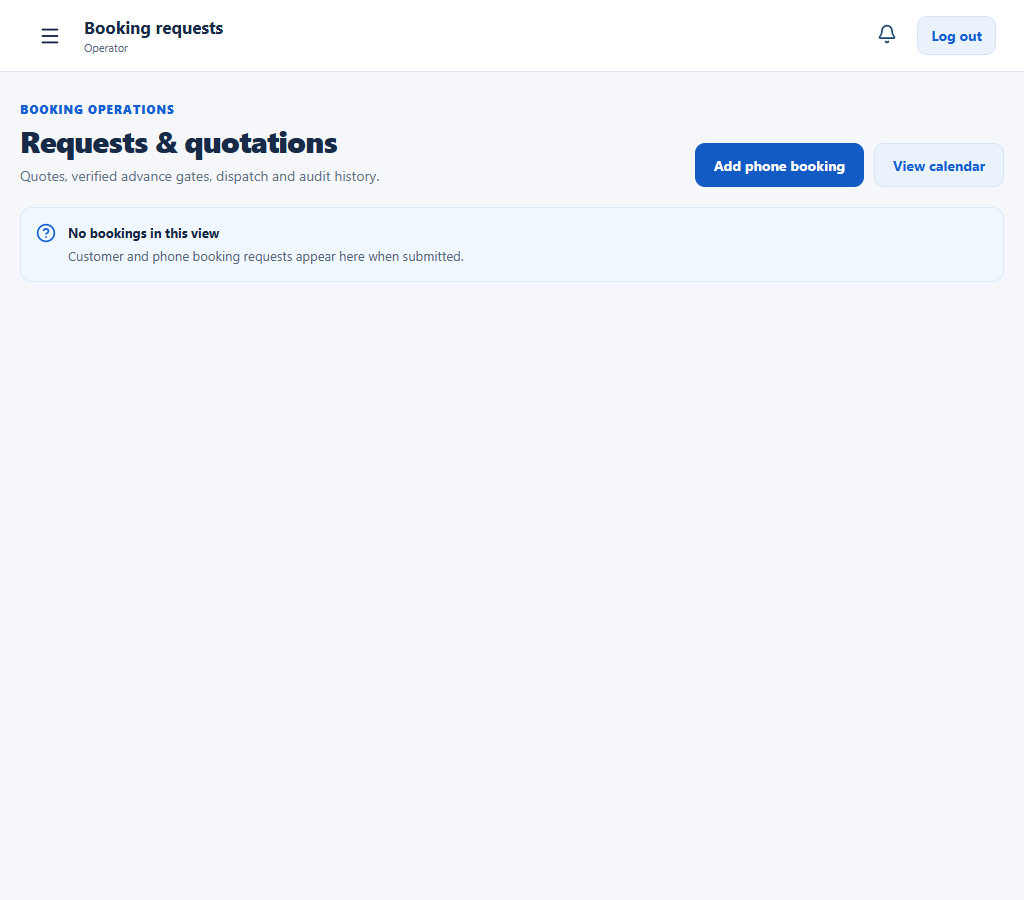 Booking requests
Operator
Log out
BOOKING OPERATIONS
Requests & quotations
Quotes, verified advance gates, dispatch and audit history.
Add phone booking
View calendar
No bookings in this view
Customer and phone booking requests appear here when submitted.